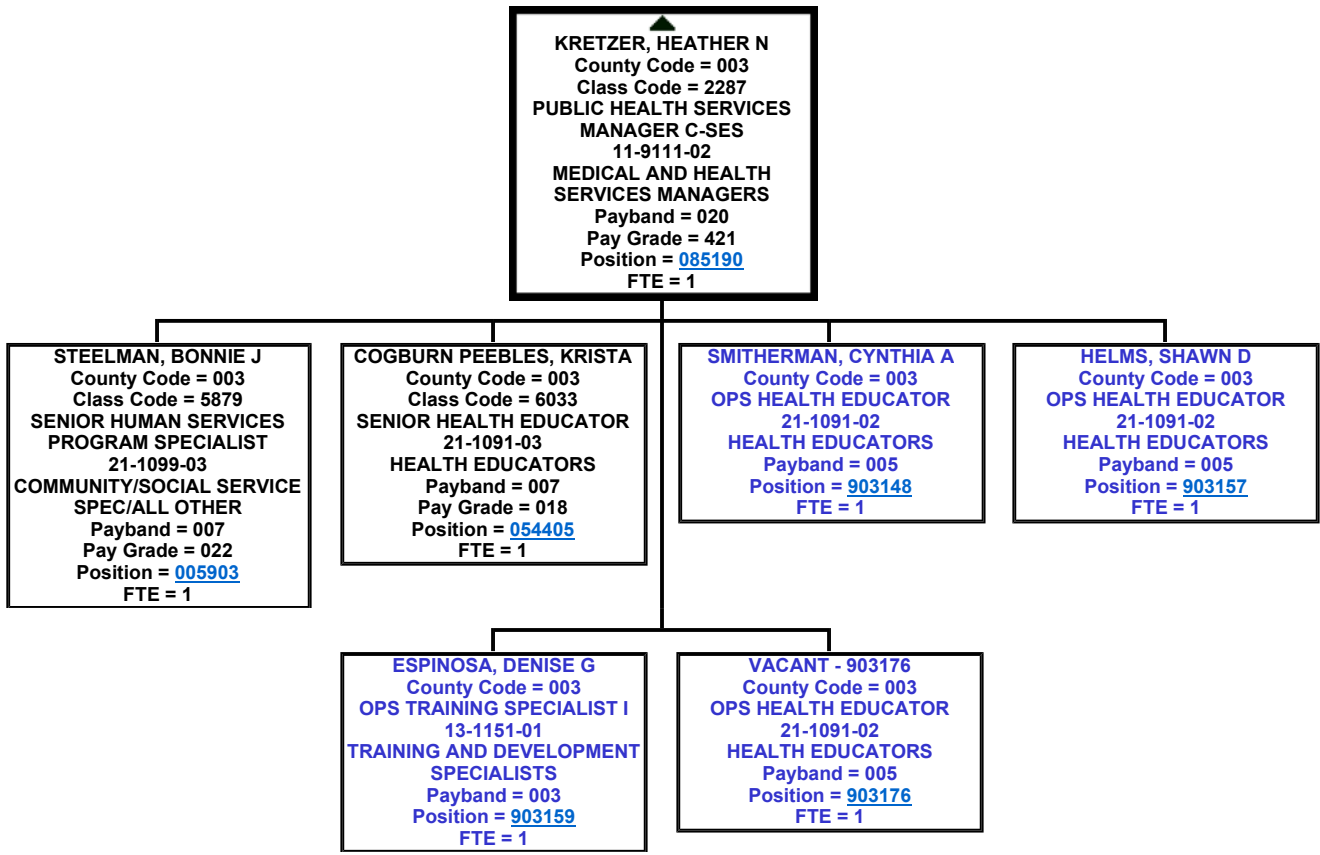 KRETZER, HEATHER N
County Code = 003
Class Code = 2287
PUBLIC HEALTH SERVICES
MANAGER C-SES
11-9111-02
MEDICAL AND HEALTH
SERVICES MANAGERS
Payband = 020
Pay Grade = 421
Position = 085190
FTE = 1
STEELMAN, BONNIE J
County Code = 003
Class Code = 5879
SENIOR HUMAN SERVICES
PROGRAM SPECIALIST
21-1099-03
COMMUNITY/SOCIAL SERVICE
SPEC/ALL OTHER
Payband = 007
Pay Grade = 022
Position = 005903
FTE = 1
COGBURN PEEBLES, KRISTA
County Code = 003
Class Code = 6033
SENIOR HEALTH EDUCATOR
21-1091-03
HEALTH EDUCATORS
Payband = 007
Pay Grade = 018
Position = 054405
FTE = 1
SMITHERMAN, CYNTHIA A
County Code = 003
OPS HEALTH EDUCATOR
21-1091-02
HEALTH EDUCATORS
Payband = 005
Position = 903148
FTE = 1
HELMS, SHAWN D
County Code = 003
OPS HEALTH EDUCATOR
21-1091-02
HEALTH EDUCATORS
Payband = 005
Position = 903157
FTE = 1
ESPINOSA, DENISE G
County Code = 003
OPS TRAINING SPECIALIST I
13-1151-01
TRAINING AND DEVELOPMENT
SPECIALISTS
Payband = 003
Position = 903159
FTE = 1
VACANT - 903176
County Code = 003
OPS HEALTH EDUCATOR
21-1091-02
HEALTH EDUCATORS
Payband = 005
Position = 903176
FTE = 1